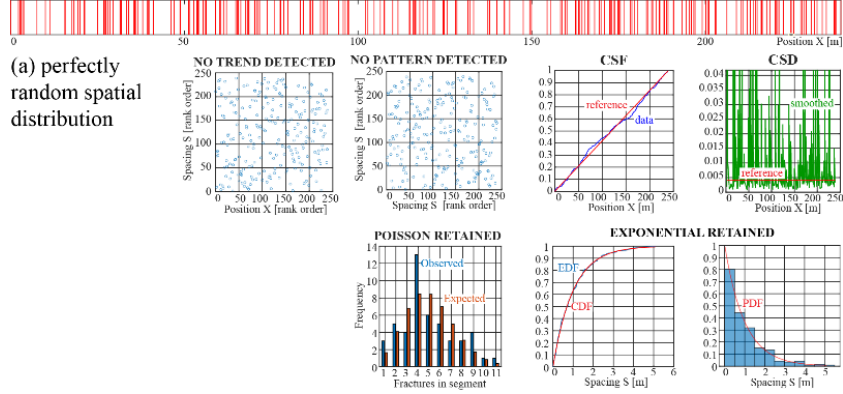 0 50 100 150 200 Position X [m]
(a) perfectly
random spatial
distribution
NO TREND DETECTED
250
200
150
100
50
0
Spacing S [rank order]
0 50 100 150 200 250
Position X [rank order]
NO PATTERN DETECTED
250
200
150
100
50
0
Spacing S [rank order]
0 50 100 150 200 250
Spacing S [rank order]
CSF
1
0.9
0.8
0.7
0.6
0.5
0.4
0.3
0.2
0.1
reference
data
0 50 100 150 200 250
Position X [m]
CSD
0.04
0.035
0.03
0.025
0.02
0.015
0.01
0.005
smoothed
reference
0 50 100 150 200 250
Position X [m]
POISSON RETAINED
14
12
10
8
6
4
2
0
Frequency
Observed
Expected
1 2 3 4 5 6 7 8 9 10 11
Fractures in segment
EXPONENTIAL RETAINED
1
0.9
0.8
0.7
0.6
0.5
0.4
0.3
0.2
0.1
0
EDF
CDF
0 1 2 3 4 5 6
Spacing S [m]
1
0.9
0.8
0.7
0.6
0.5
0.4
0.3
0.2
0.1
0
PDF
0 1 2 3 4 5
Spacing S [m]